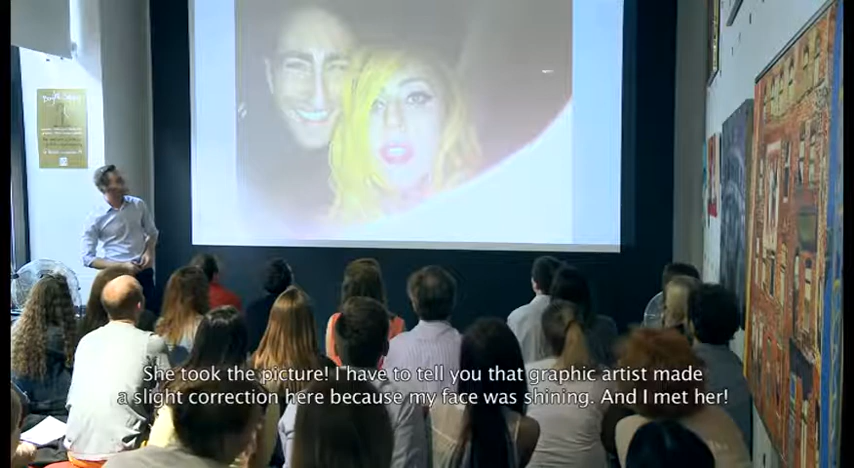 She took the picture! I have to tell you that graphic artist made
a slight correction here because my face was shining. And I met her!